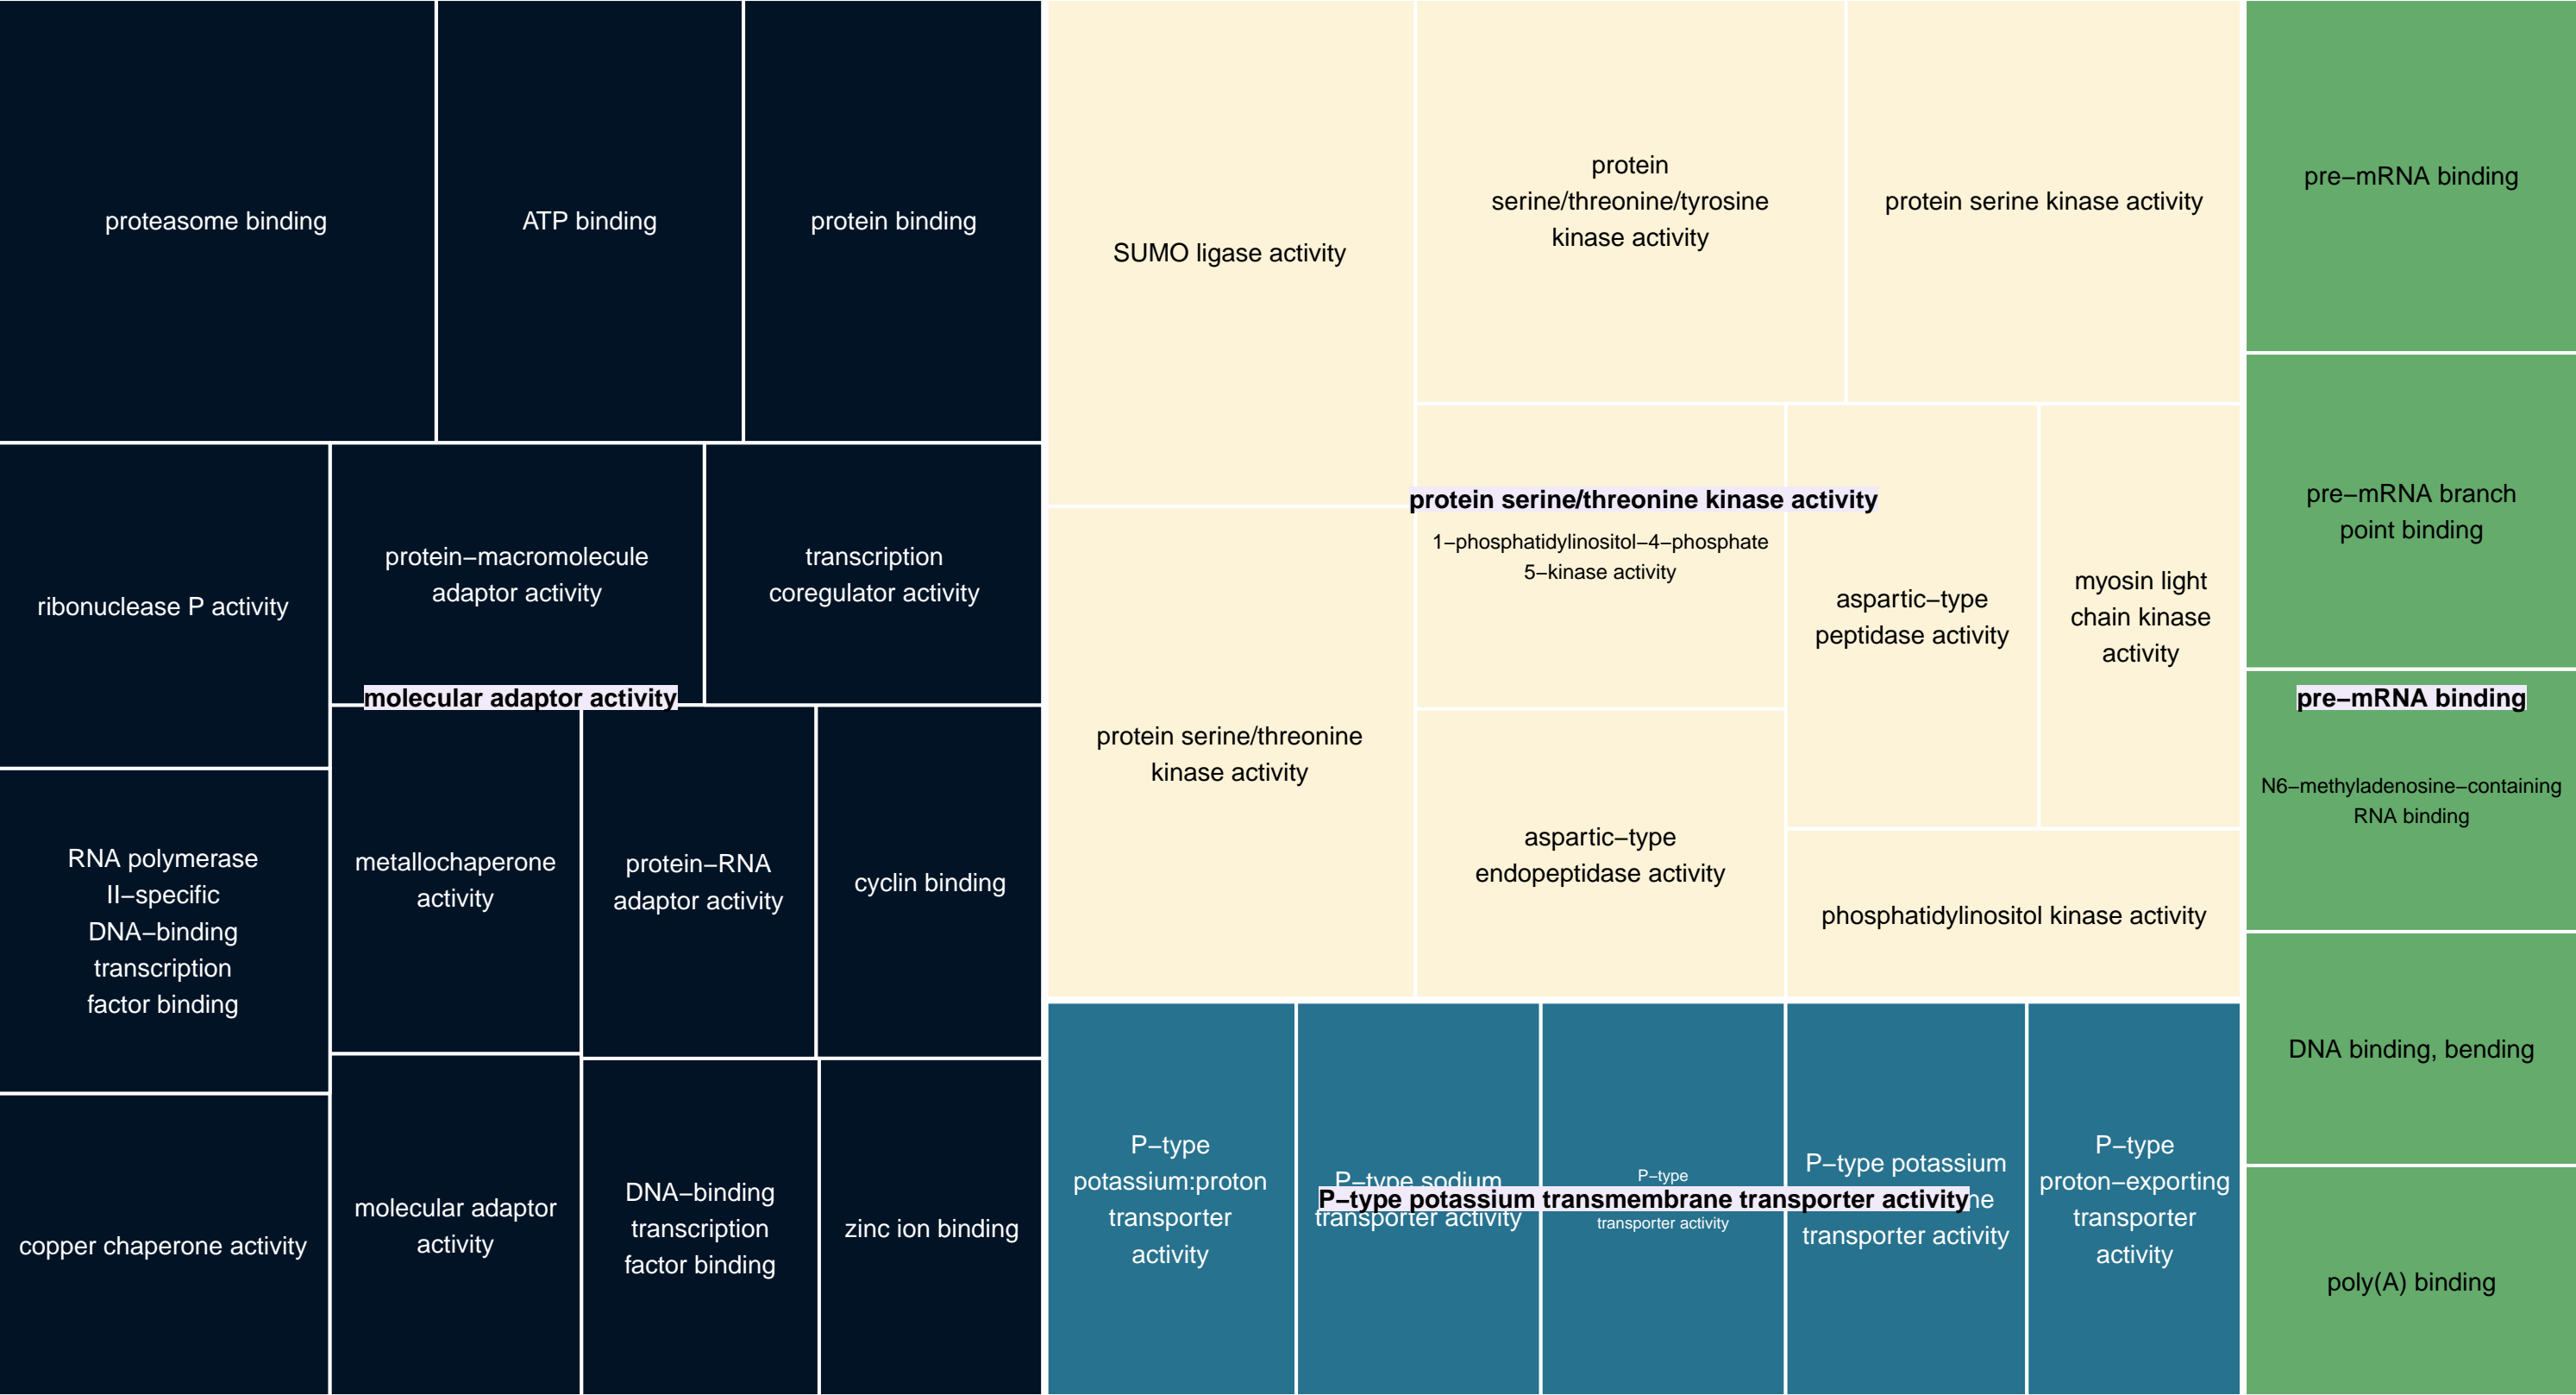 proteasome binding
ATP binding
protein binding
ribonuclease P activity
protein−macromolecule
adaptor activity
transcription
coregulator activity
molecular adaptor activity
RNA polymerase
II−specific
DNA−binding
transcription
factor binding
metallochaperone
activity
protein−RNA
adaptor activity
cyclin binding
copper chaperone activity
molecular adaptor
activity
DNA−binding
transcription
factor binding
zinc ion binding
SUMO ligase activity
protein
serine/threonine/tyrosine
kinase activity
protein serine kinase activity
protein serine/threonine kinase activity
protein serine/threonine
kinase activity
1−phosphatidylinositol−4−phosphate
5−kinase activity
aspartic−type
peptidase activity
myosin light
chain kinase
activity
aspartic−type
endopeptidase activity
phosphatidylinositol kinase activity
P−type
potassium:proton
transporter
activity
P−type sodium
transporter activity
P−type
transporter activity
P−type potassium
transporter activity
P−type
proton−exporting
transporter
activity
P−type potassium transmembrane transporter activity
pre−mRNA binding
pre−mRNA branch
point binding
pre−mRNA binding
N6−methyladenosine−containing
RNA binding
DNA binding, bending
poly(A) binding